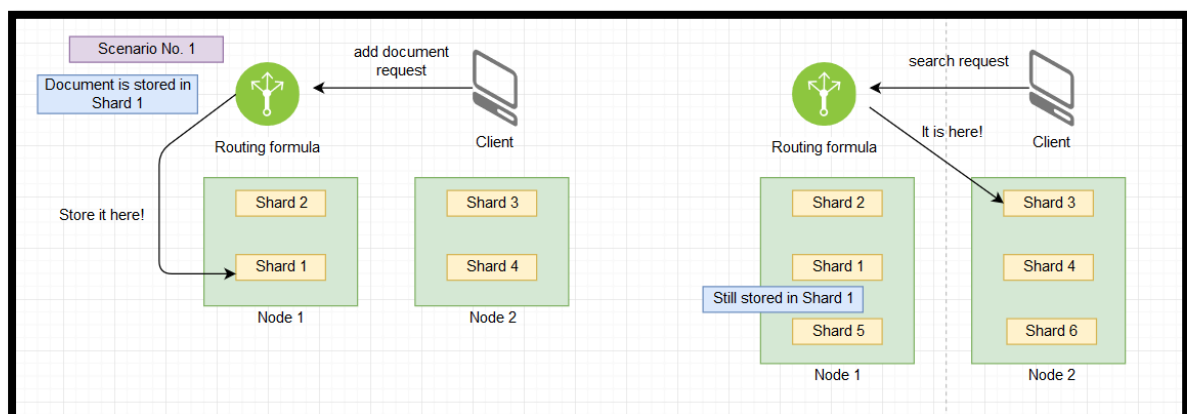 Scenario No. 1
Document is stored in
Shard 1
add document
request
Routing formula
Client
Store it here!
Shard 2
Shard 1
Node 1
Shard 3
Shard 4
Node 2
search request
Routing formula
Client
It is here!
Shard 2
Shard 1
Still stored in Shard 1
Shard 5
Node 1
Shard 3
Shard 4
Shard 6
Node 2